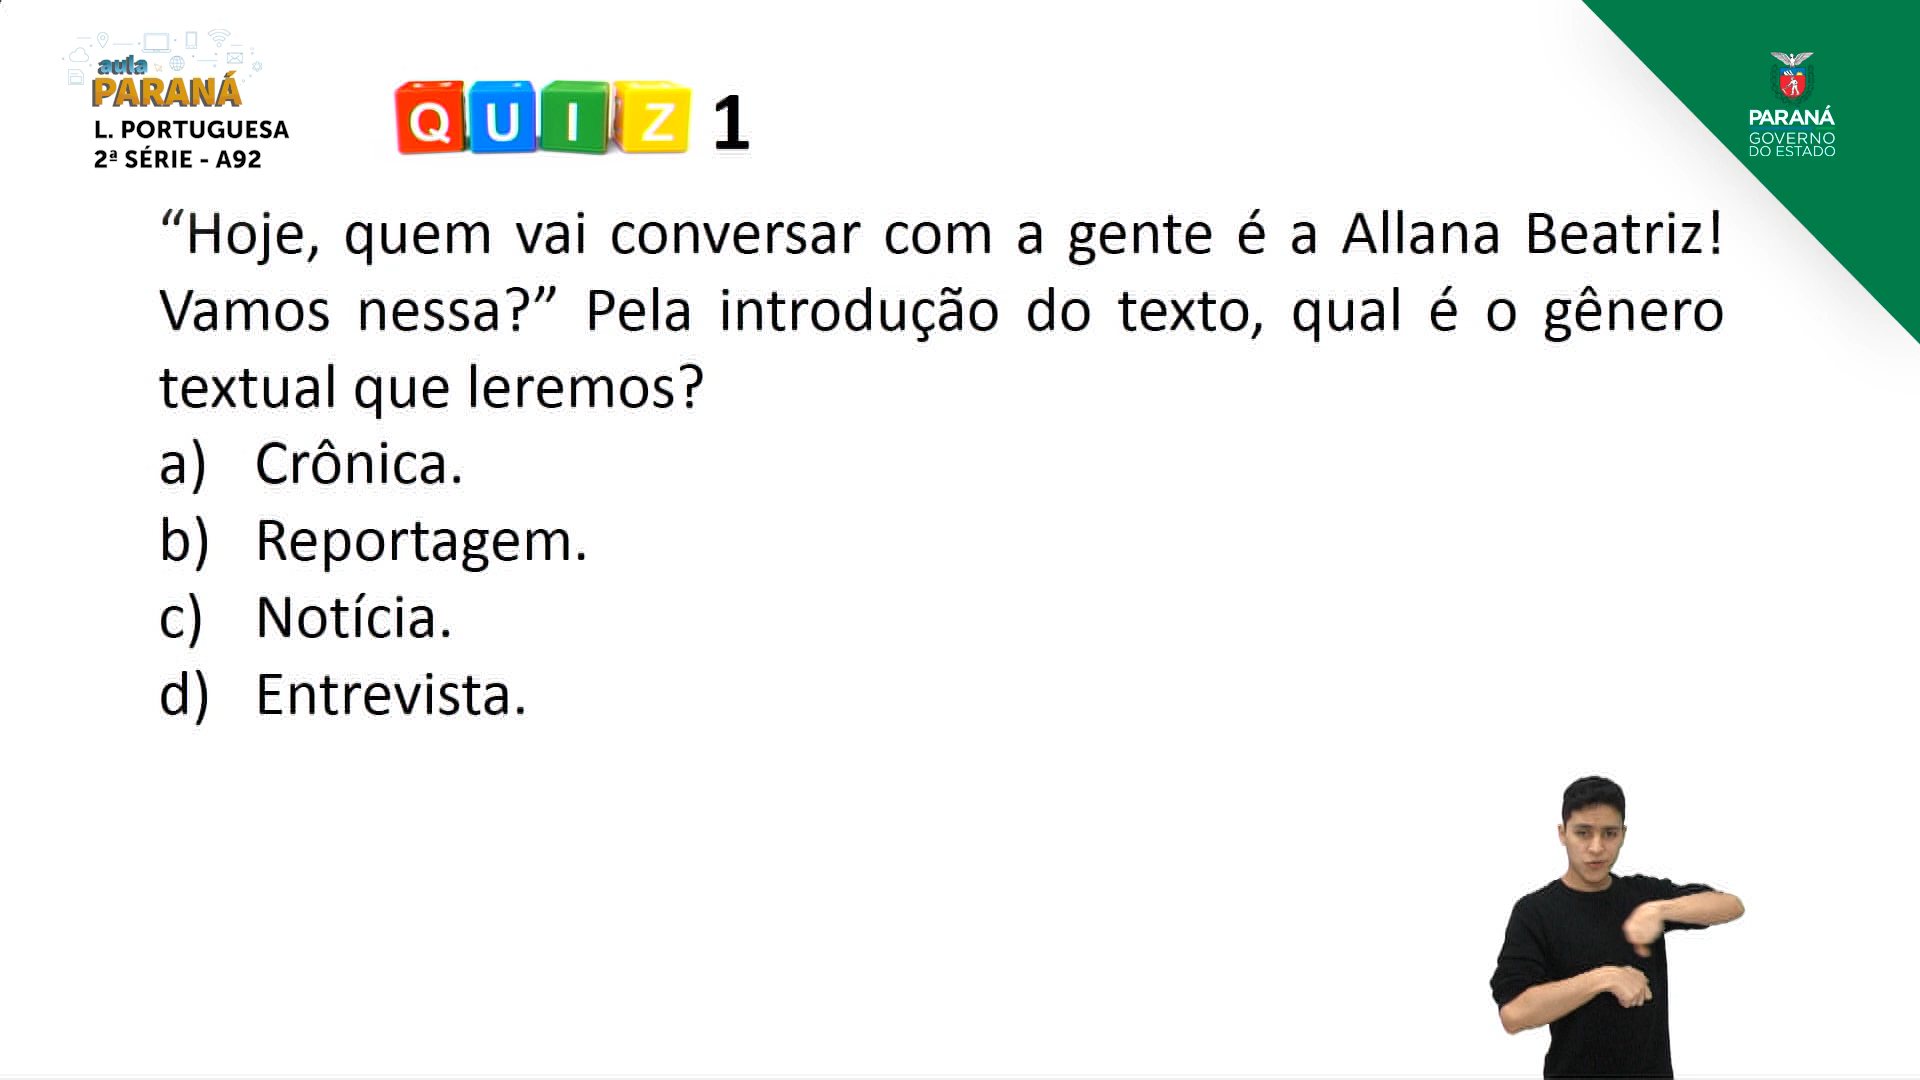 aula
PARANÁ
L. PORTUGUESA
2ª SÉRIE - A92
QUIZ 1
PARANÁ
GOVERNO
DO ESTADO
“Hoje, quem vai conversar com a gente é a Allana Beatriz!
Vamos nessa?” Pela introdução do texto, qual é o gênero
textual que leremos?
a) Crônica.
b) Reportagem.
c) Notícia.
d) Entrevista.